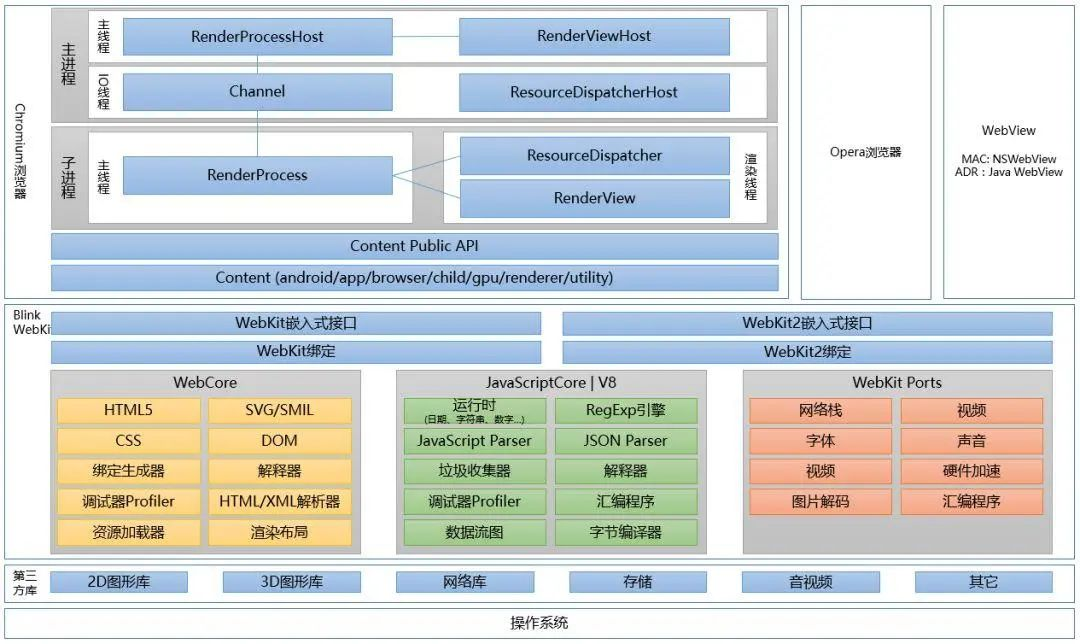 Chromium浏览器
主进程
主线程
RenderProcessHost
RenderViewHost
IO线程
Channel
ResourceDispatcherHost
子进程
主线程
RenderProcess
ResourceDispatcher
RenderView
渲染线程
Content Public API
Content (android/app/browser/child/gpu/renderer/utility)
Opera浏览器
WebView
MAC: NSWebView
ADR : Java WebView
Blink
WebKit
WebKit嵌入式接口
WebKit2嵌入式接口
WebKit绑定
WebKit2绑定
WebCore
HTML5
SVG/SMIL
CSS
DOM
绑定生成器
解释器
调试器Profiler
HTML/XML解析器
资源加载器
渲染布局
JavaScriptCore | V8
运行时
(日期、字符串、数字...)
RegExp引擎
JavaScript Parser
JSON Parser
垃圾收集器
解释器
调试器Profiler
汇编程序
数据流图
字节编译器
WebKit Ports
网络栈
视频
字体
声音
视频
硬件加速
图片解码
汇编程序
第三
方库
2D图形库
3D图形库
网络库
存储
音视频
其它
操作系统